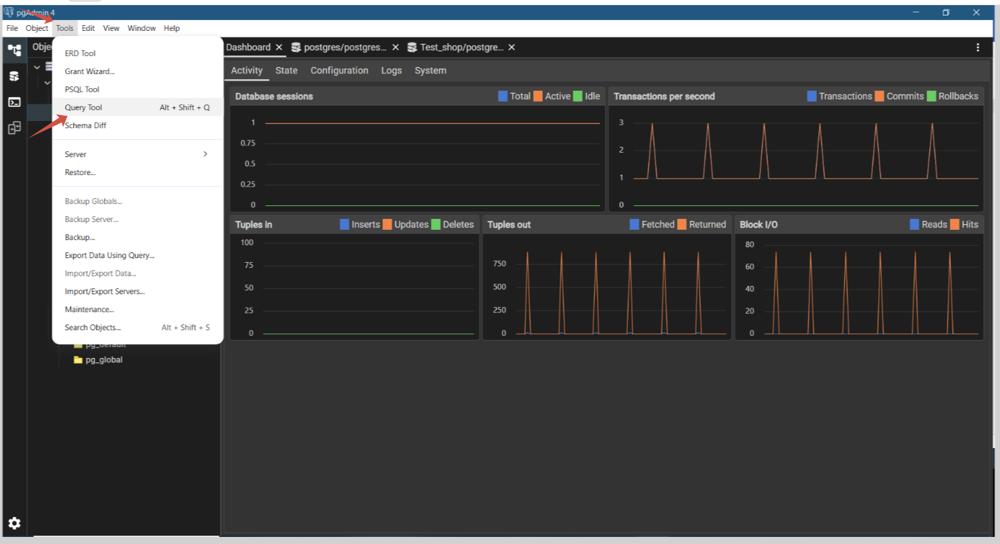 pgAdmin 4
File Object Tools Edit View Window Help
Dashboard postgres/postgres... Test_shop/postgre...
ERD Tool
Grant Wizard...
PSQL Tool
Query Tool Alt + Shift + Q
Schema Diff
Server
Restore...
Backup Globals...
Backup Server...
Backup...
Export Data Using Query...
Import/Export Data...
Import/Export Servers...
Maintenance...
Search Objects... Alt + Shift + S
pg_default
pg_global
Activity State Configuration Logs System
Database sessions Total Active Idle
1
0.75
0.5
0.25
0
Transactions per second Transactions Commits Rollbacks
3
2
1
0
Tuples in Inserts Updates Deletes
100
75
50
25
0
Tuples out Fetched Returned
750
500
250
0
Block I/O Reads Hits
80
60
40
20
0